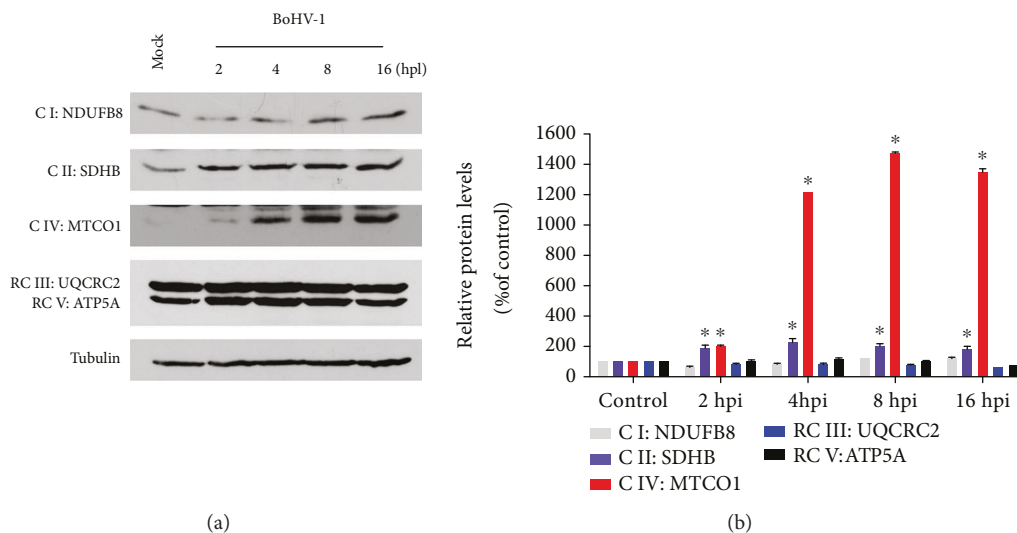 BoHV-1
Mock
2 4 8 16 (hpl)
C I: NDUFB8
C II: SDHB
C IV: MTCO1
RC III: UQCRC2
RC V: ATP5A
Tubulin
(a)
Relative protein levels
(%of control)
1600
1400
1200
1000
800
600
400
200
0
* * * * * * * *
Control 2 hpi 4hpi 8 hpi 16 hpi
C I: NDUFB8
C II: SDHB
C IV: MTCO1
RC III: UQCRC2
RC V:ATP5A
(b)